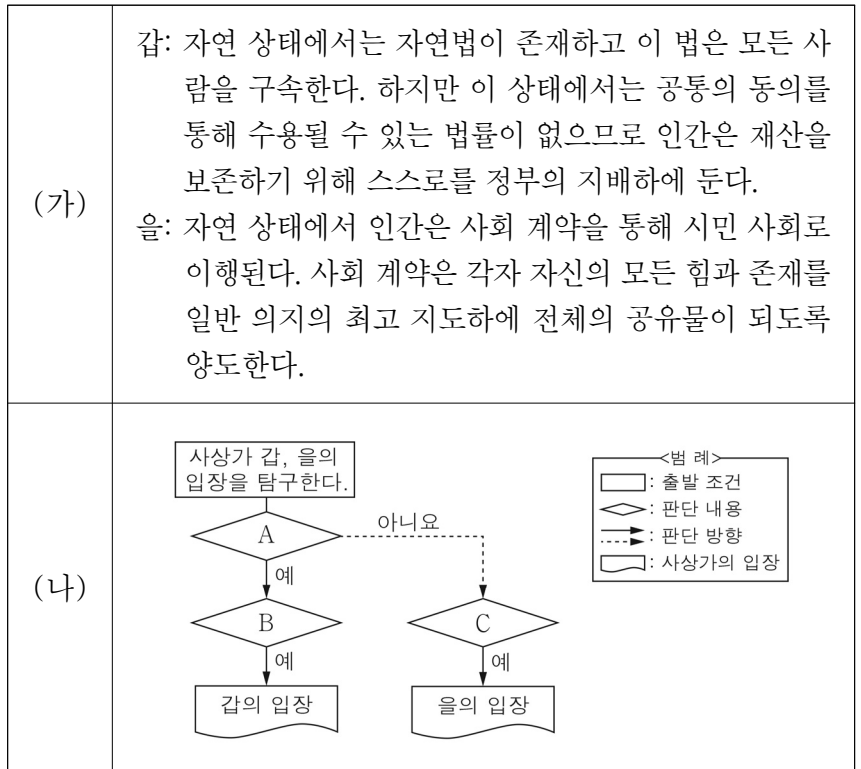 (가)
갑: 자연 상태에서는 자연법이 존재하고 이 법은 모든 사
람을 구속한다. 하지만 이 상태에서는 공통의 동의를
통해 수용될 수 있는 법률이 없으므로 인간은 재산을
보존하기 위해 스스로를 정부의 지배하에 둔다.
을: 자연 상태에서 인간은 사회 계약을 통해 시민 사회로
이행된다. 사회 계약은 각자 자신의 모든 힘과 존재를
일반 의지의 최고 지도하에 전체의 공유물이 되도록
양도한다.
(나)
사상가 갑, 을의
입장을 탐구한다.
A
아니요
예
B
C
예
예
갑의 입장
을의 입장
<범 례>
: 출발 조건
: 판단 내용
: 판단 방향
: 사상가의 입장